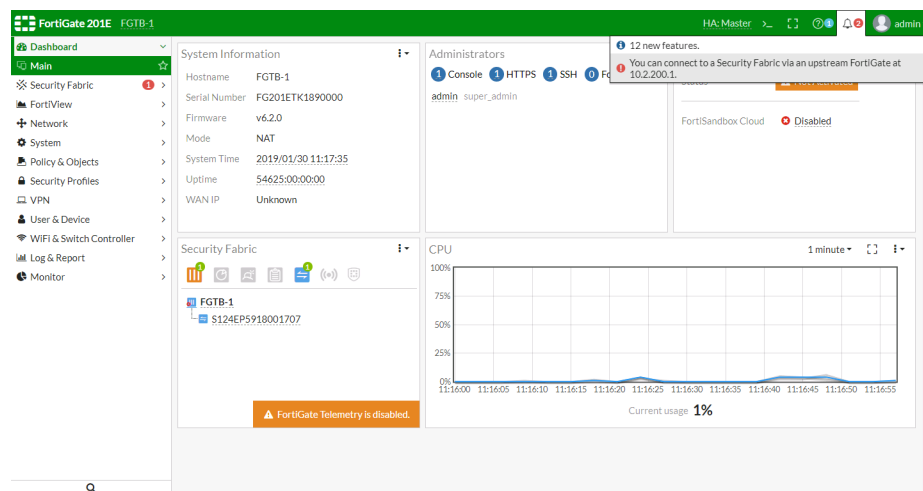 FortiGate 201E FGTB-1
HA: Master >_ 1 2 admin
Dashboard
Main
Security Fabric 1
FortiView
Network
System
Policy & Objects
Security Profiles
VPN
User & Device
WiFi & Switch Controller
Log & Report
Monitor
System Information
Hostname FGTB-1
Serial Number FG201ETK1890000
Firmware v6.2.0
Mode NAT
System Time 2019/01/30 11:17:35
Uptime 54625:00:00:00
WAN IP Unknown
Administrators
1 Console 1 HTTPS 1 SSH 0
admin super_admin
12 new features.
You can connect to a Security Fabric via an upstream FortiGate at
10.2.200.1.
FortiSandbox Cloud Disabled
Security Fabric
1 1
FGTB-1
S124EP5918001707
FortiGate Telemetry is disabled.
CPU 1 minute
100%
75%
50%
25%
0%
11:16:00 11:16:05 11:16:10 11:16:15 11:16:20 11:16:25 11:16:30 11:16:35 11:16:40 11:16:45 11:16:50 11:16:55
Current usage 1%